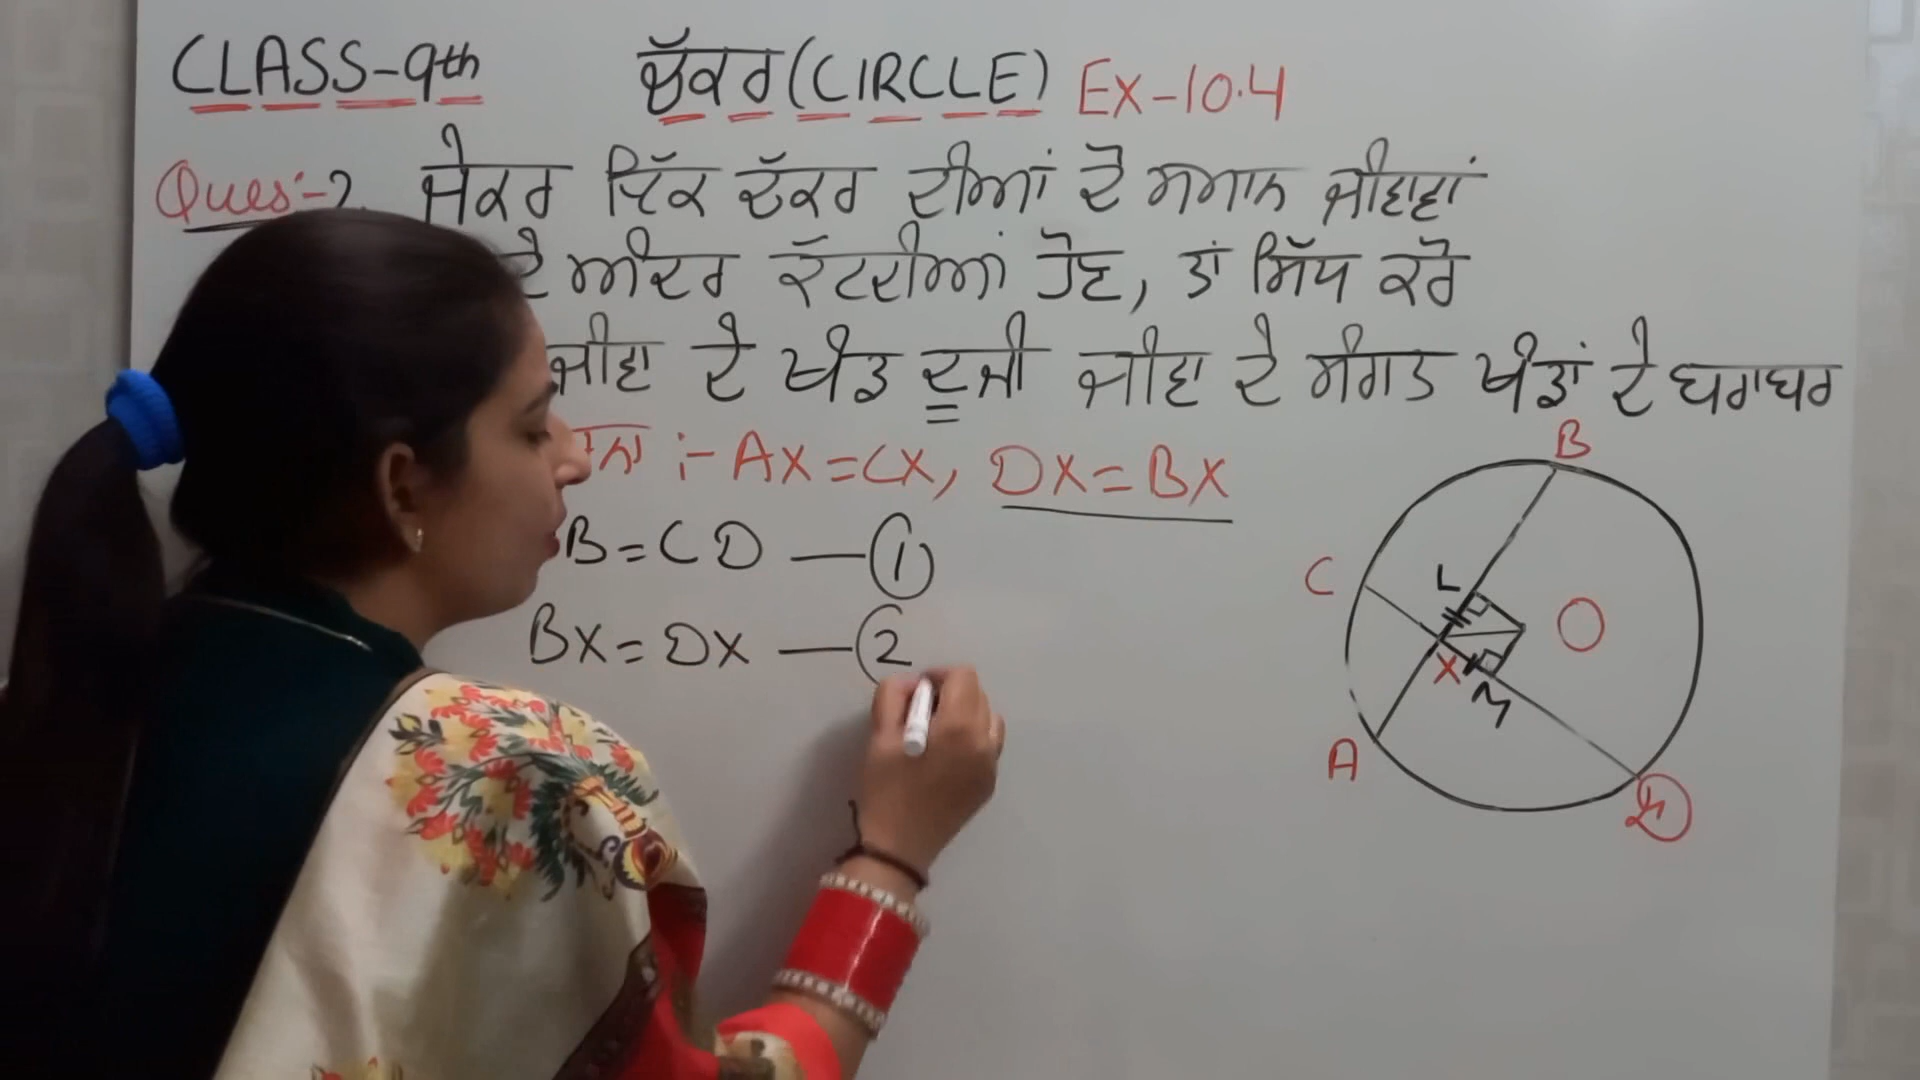 CLASS-9th ਚੱਕਰ (CIRCLE) Ex-10.4
Ques:-2. ਜੇਕਰ ਇੱਕ ਚੱਕਰ ਦੀਆਂ ਦੋ ਸਮਾਨ ਜੀਵਾਵਾਂ
ਦੇ ਅੰਦਰ ਕੱਟਦੀਆਂ ਹੋਣ, ਤਾਂ ਸਿੱਧ ਕਰੋ
ਜੀਵਾ ਦੇ ਖੰਡ ਦੂਜੀ ਜੀਵਾ ਦੇ ਸੰਗਤ ਖੰਡਾਂ ਦੇ ਬਰਾਬਰ
:- AX=CX, DX=BX
B=CD —①
BX=DX —②
B
C
L
O
X
M
A
D